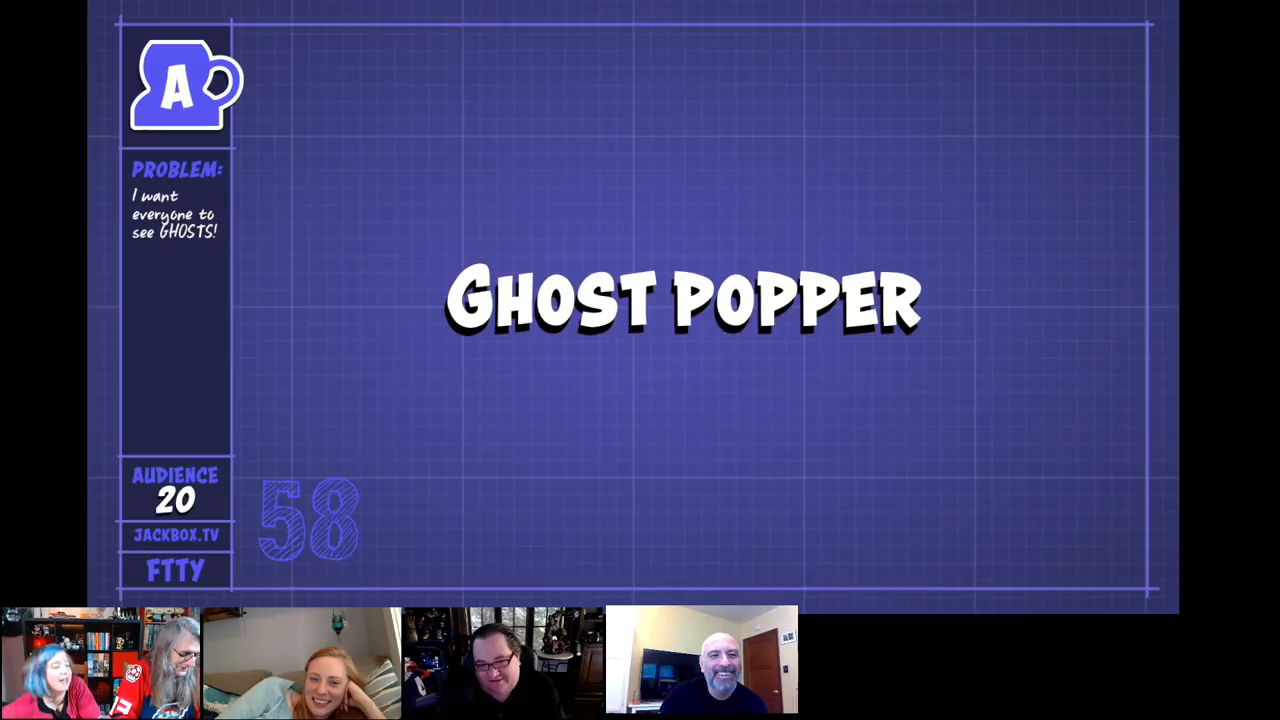 A
PROBLEM:
I want
everyone to
see GHOSTS!
GHOST POPPER
AUDIENCE
20
JACKBOX.TV
FTTY
58